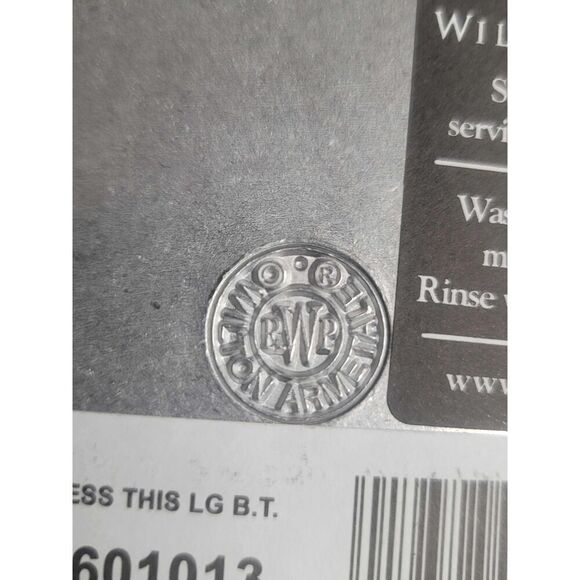 WIL
S
servi
Was
m
Rinse
www.
WILTON ARMETALE ®
RWP
ESS THIS LG B.T.
601013